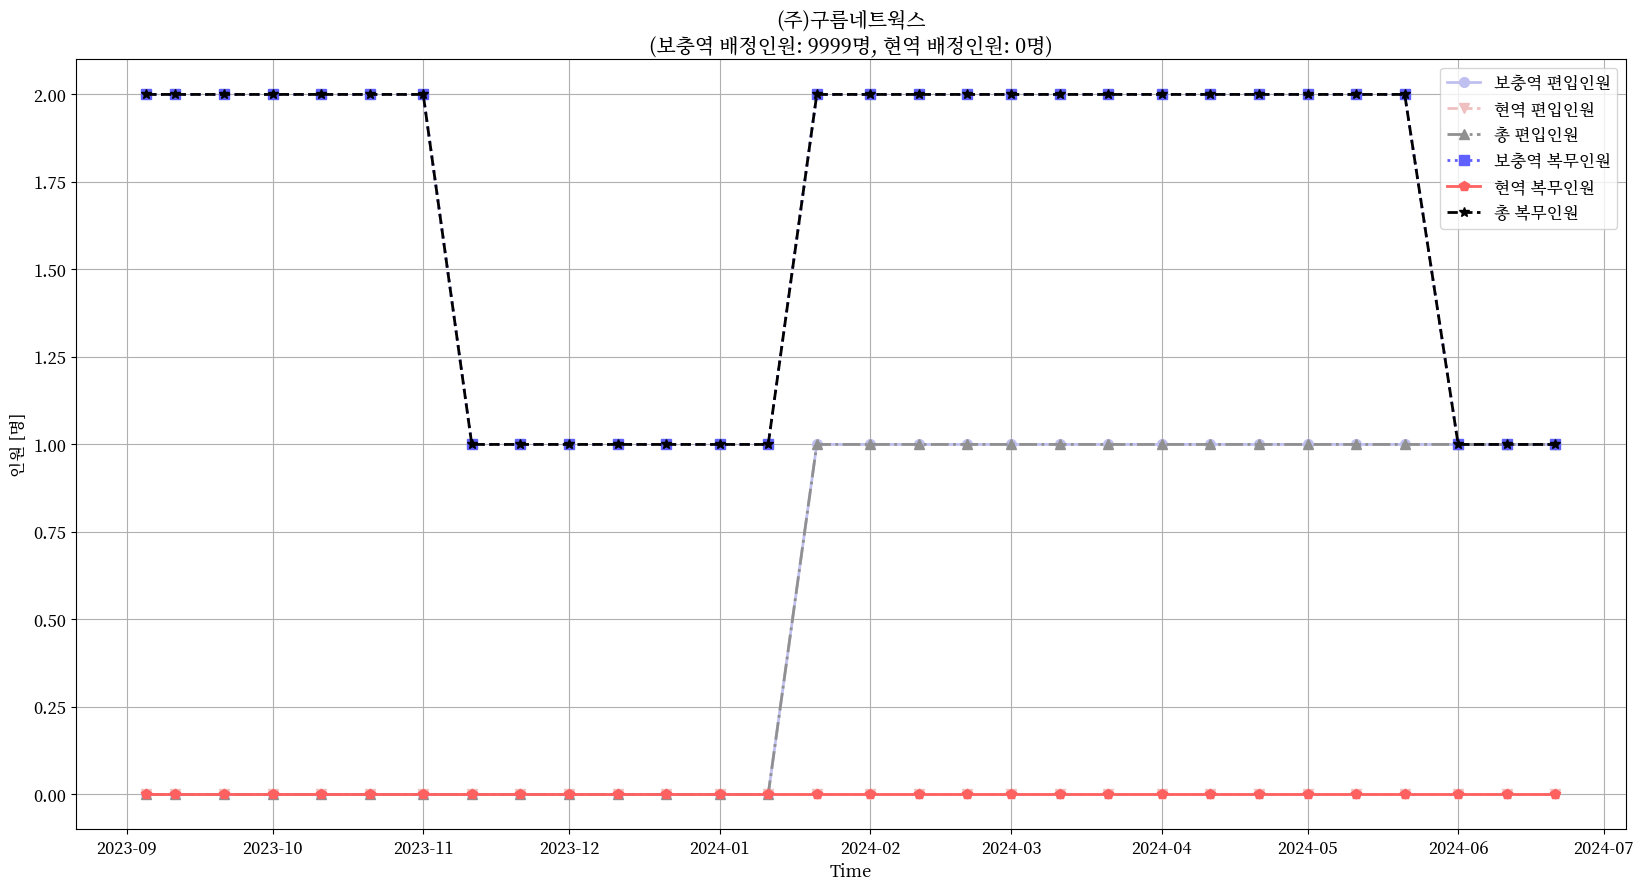 (주)구름네트웍스
(보충역 배정인원: 9999명, 현역 배정인원: 0명)
보충역 편입인원
현역 편입인원
총 편입인원
보충역 복무인원
현역 복무인원
총 복무인원
인원 [명]
2.00
1.75
1.50
1.25
1.00
0.75
0.50
0.25
0.00
2023-09 2023-10 2023-11 2023-12 2024-01 2024-02 2024-03 2024-04 2024-05 2024-06 2024-07
Time